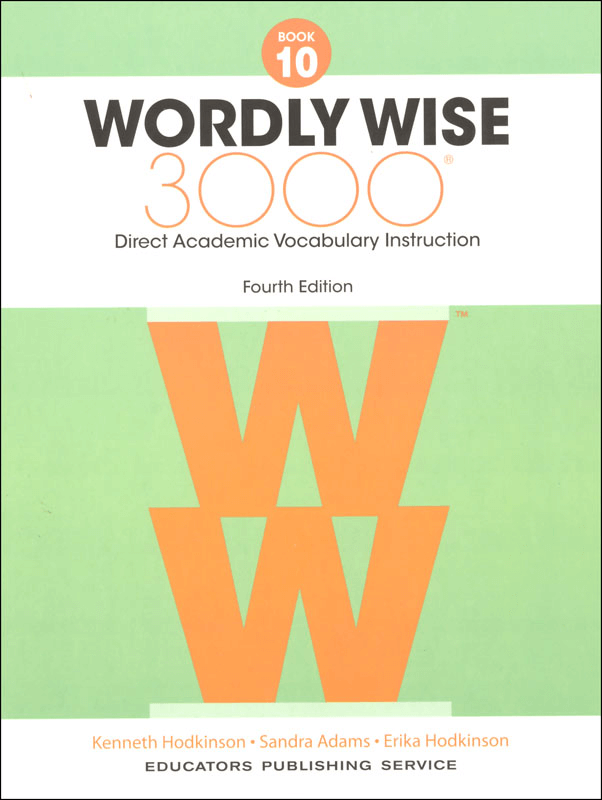 BOOK
10
WORDLY WISE
3000®
Direct Academic Vocabulary Instruction
Fourth Edition
™
W
W
Kenneth Hodkinson • Sandra Adams • Erika Hodkinson
EDUCATORS PUBLISHING SERVICE